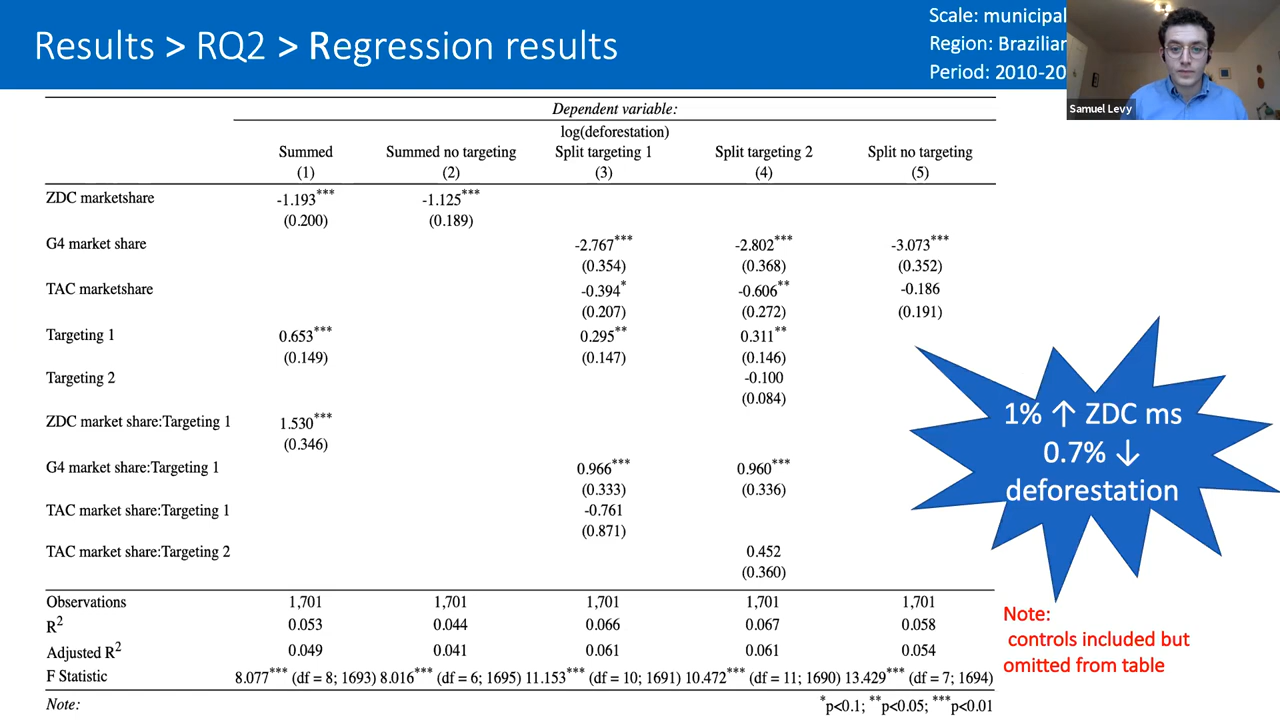 Results > RQ2 > Regression results
Scale: municipal
Region: Brazilian
Period: 2010-20
Samuel Levy
Dependent variable:
log(deforestation)
Summed Summed no targeting Split targeting 1 Split targeting 2 Split no targeting
(1) (2) (3) (4) (5)
ZDC marketshare -1.193*** -1.125***
(0.200) (0.189)
G4 market share -2.767*** -2.802*** -3.073***
(0.354) (0.368) (0.352)
TAC marketshare -0.394* -0.606** -0.186
(0.207) (0.272) (0.191)
Targeting 1 0.653*** 0.295** 0.311**
(0.149) (0.147) (0.146)
Targeting 2 -0.100
(0.084)
ZDC market share:Targeting 1 1.530***
(0.346)
G4 market share:Targeting 1 0.966*** 0.960***
(0.333) (0.336)
TAC market share:Targeting 1 -0.761
(0.871)
TAC market share:Targeting 2 0.452
(0.360)
Observations 1,701 1,701 1,701 1,701 1,701
R2 0.053 0.044 0.066 0.067 0.058
Adjusted R2 0.049 0.041 0.061 0.061 0.054
F Statistic 8.077*** (df = 8; 1693) 8.016*** (df = 6; 1695) 11.153*** (df = 10; 1691) 10.472*** (df = 11; 1690) 13.429*** (df = 7; 1694)
Note: *p<0.1; **p<0.05; ***p<0.01
1% ↑ ZDC ms
0.7% ↓
deforestation
Note:
controls included but
omitted from table